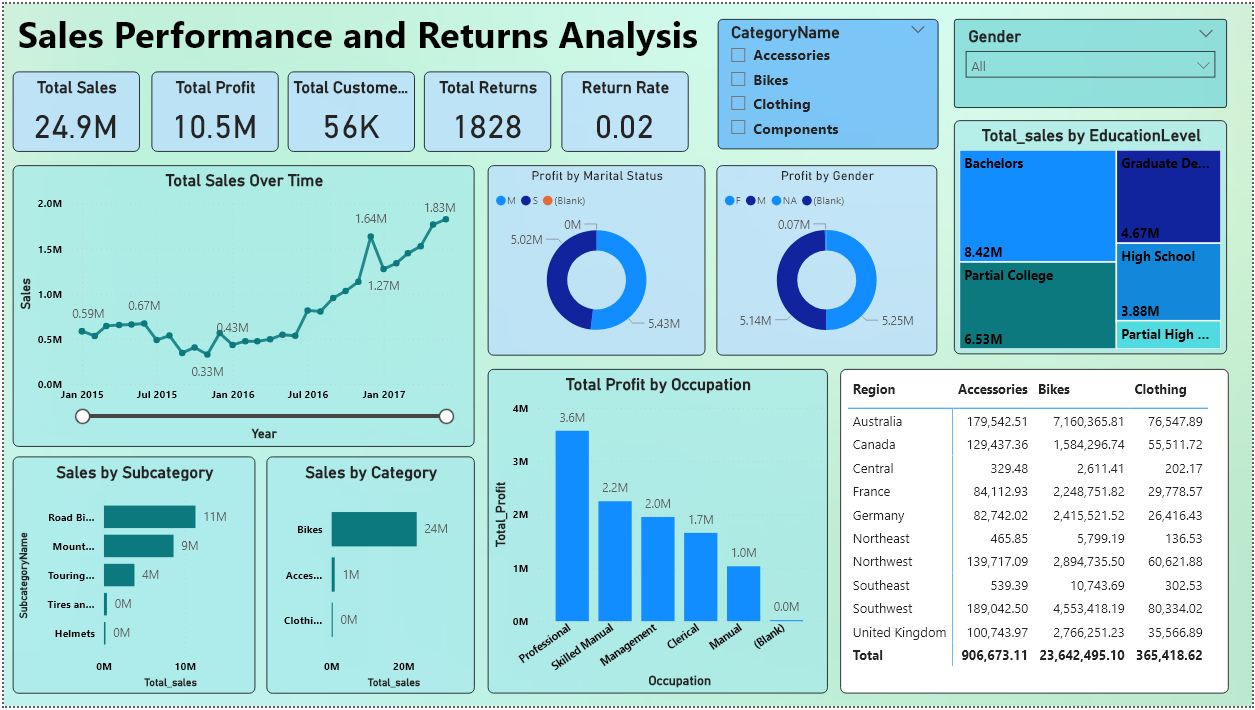 Sales Performance and Returns Analysis
Total Sales
24.9M
Total Profit
10.5M
Total Custome...
56K
Total Returns
1828
Return Rate
0.02
CategoryName
Accessories
Bikes
Clothing
Components
Gender
All
Total Sales Over Time
2.0M
1.5M
1.0M
0.5M
0.0M
Sales
0.59M
0.67M
0.33M
0.43M
1.64M
1.27M
1.83M
Jan 2015 Jul 2015 Jan 2016 Jul 2016 Jan 2017
Year
Profit by Marital Status
M S (Blank)
0M
5.02M
5.43M
Profit by Gender
F M NA (Blank)
0.07M
5.14M
5.25M
Total_sales by EducationLevel
Bachelors
8.42M
Graduate De...
4.67M
High School
3.88M
Partial College
6.53M
Partial High ...
Sales by Subcategory
SubcategoryName
Road Bi... 11M
Mount... 9M
Touring... 4M
Tires an... 0M
Helmets 0M
0M 10M
Total_sales
Sales by Category
Bikes 24M
Acces... 1M
Clothi... 0M
0M 20M
Total_sales
Total Profit by Occupation
Total_Profit
4M
3M
2M
1M
0M
3.6M
2.2M
2.0M
1.7M
1.0M
0.0M
Professional
Skilled Manual
Management
Clerical
Manual
(Blank)
Occupation
Region Accessories Bikes Clothing
Australia 179,542.51 7,160,365.81 76,547.89
Canada 129,437.36 1,584,296.74 55,511.72
Central 329.48 2,611.41 202.17
France 84,112.93 2,248,751.82 29,778.57
Germany 82,742.02 2,415,521.52 26,416.43
Northeast 465.85 5,799.19 136.53
Northwest 139,717.09 2,894,735.50 60,621.88
Southeast 539.39 10,743.69 302.53
Southwest 189,042.50 4,553,418.19 80,334.02
United Kingdom 100,743.97 2,766,251.23 35,566.89
Total 906,673.11 23,642,495.10 365,418.62